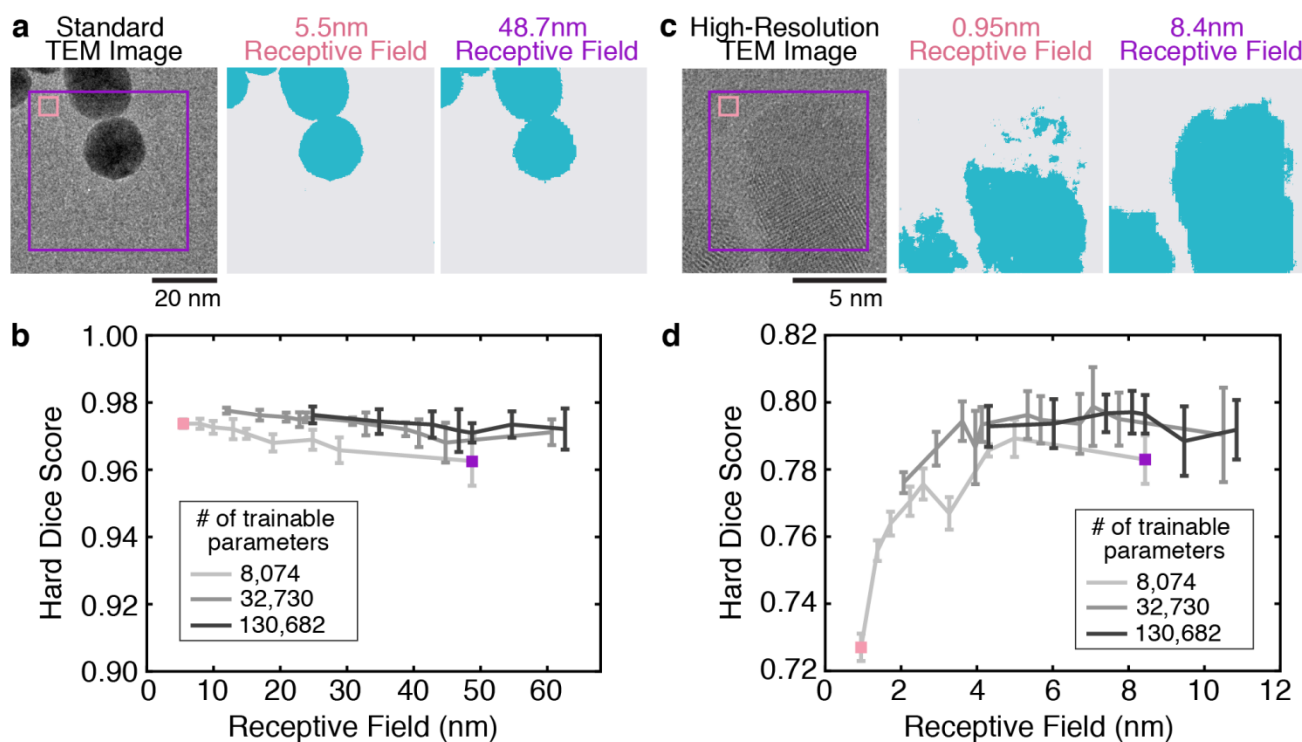 a
Standard
TEM Image
5.5nm
Receptive Field
48.7nm
Receptive Field
20 nm
c
High-Resolution
TEM Image
0.95nm
Receptive Field
8.4nm
Receptive Field
5 nm
b
1.00
0.98
0.96
0.94
0.92
0.90
Hard Dice Score
# of trainable
parameters
8,074
32,730
130,682
0 10 20 30 40 50 60
Receptive Field (nm)
d
0.82
0.80
0.78
0.76
0.74
0.72
Hard Dice Score
# of trainable
parameters
8,074
32,730
130,682
0 2 4 6 8 10 12
Receptive Field (nm)